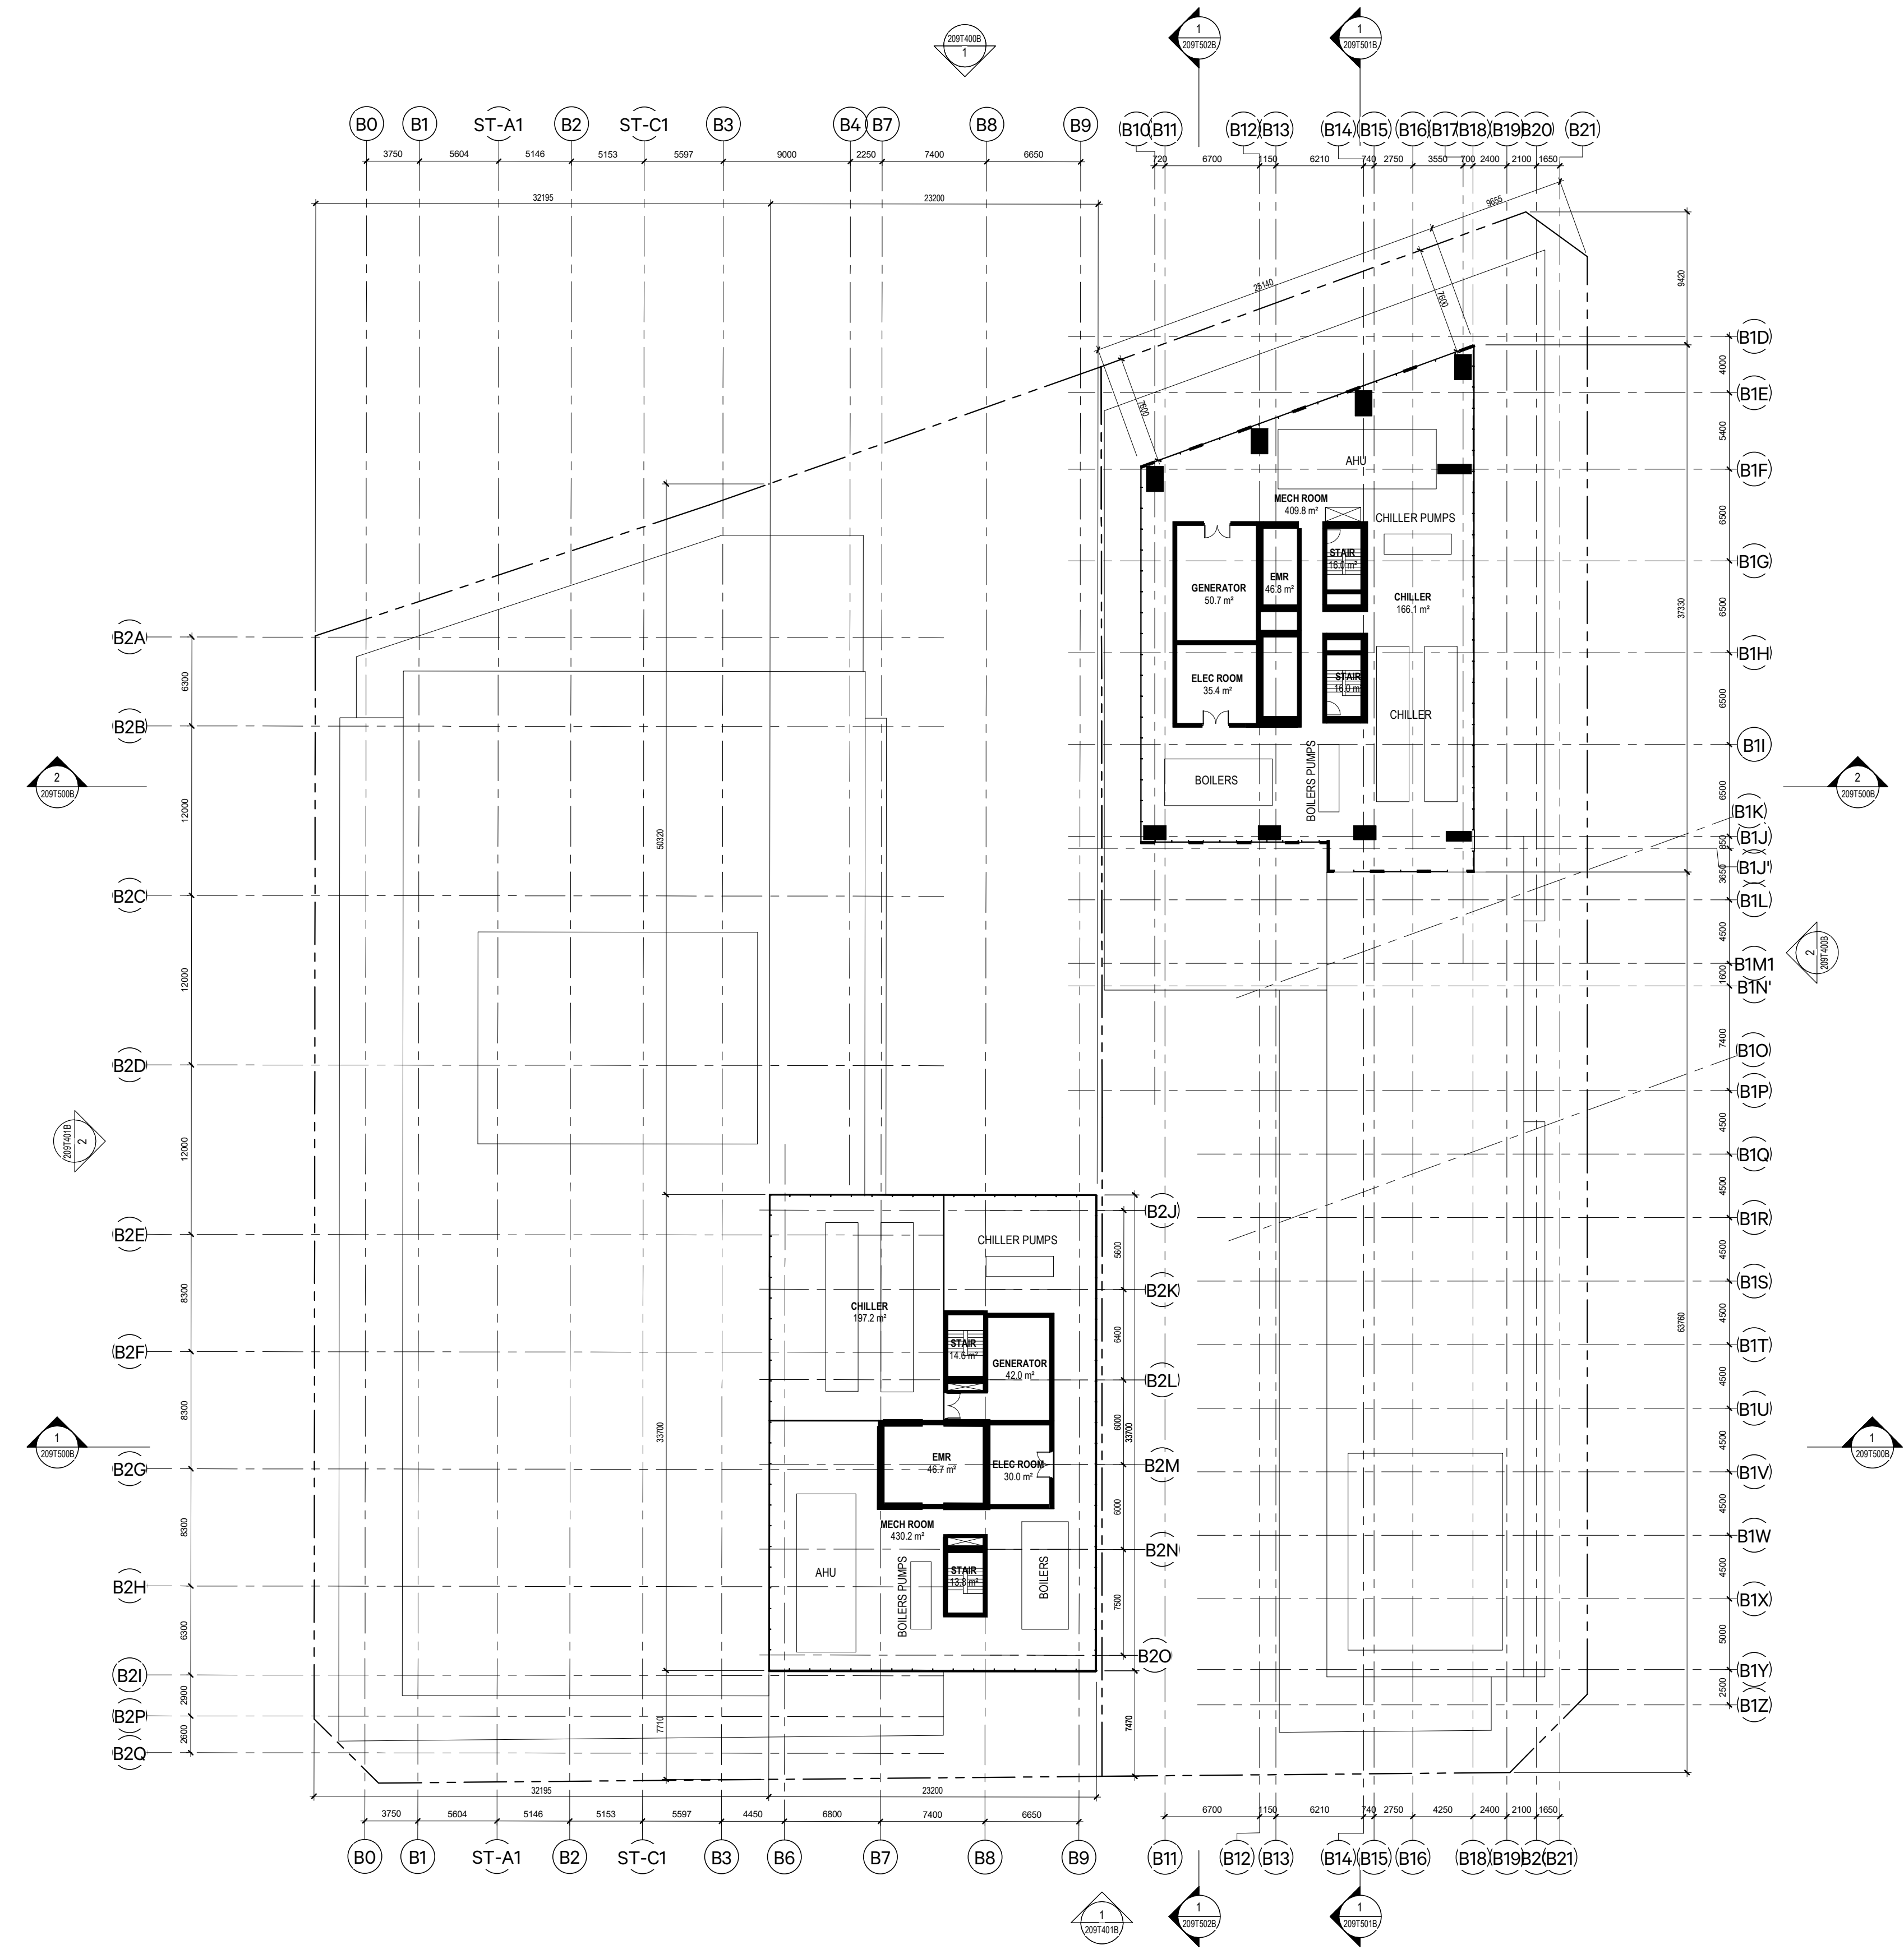 209T400B
1
1
209T502B
1
209T501B
B0
B1
ST-A1
B2
ST-C1
B3
B4
B7
B8
B9
B10
B11
B12
B13
B14
B15
B16
B17
B18
B19
B20
B21
3750
5604
5146
5153
5597
9000
2250
7400
6650
720
6700
1150
6210
740
2750
3550
700
2400
2100
1650
32195
23200
9655
25140
7600
7600
9420
37330
63760
B1D
4000
B1E
5400
B1F
6500
B1G
6500
B1H
6500
B1I
6500
B1K
B1J
850
B1J'
3650
B1L
4500
B1M1
1600
B1N'
7400
B1O
B1P
4500
B1Q
4500
B1R
4500
B1S
4500
B1T
4500
B1U
4500
B1V
4500
B1W
4500
B1X
5000
B1Y
2500
B1Z
AHU
MECH ROOM
409.8 m²
CHILLER PUMPS
STAIR
16.0 m²
GENERATOR
50.7 m²
EMR
46.8 m²
CHILLER
166.1 m²
ELEC ROOM
35.4 m²
STAIR
16.0 m²
CHILLER
BOILERS
BOILERS PUMPS
B2A
6300
B2B
12000
B2C
12000
B2D
12000
B2E
8300
B2F
8300
B2G
8300
B2H
6300
B2I
2900
B2P
2600
B2Q
2
209T500B
2
209T500B
2
209T400B
2
209T401B
1
209T500B
1
209T500B
50320
33700
7710
CHILLER PUMPS
CHILLER
197.2 m²
STAIR
14.6 m²
GENERATOR
42.0 m²
EMR
46.7 m²
ELEC ROOM
30.0 m²
MECH ROOM
430.2 m²
AHU
BOILERS PUMPS
STAIR
13.8 m²
BOILERS
B2J
5600
B2K
6400
B2L
6000
33700
B2M
6000
B2N
7500
B2O
7470
32195
23200
3750
5604
5146
5153
5597
4450
6800
7400
6650
6700
1150
6210
740
2750
4250
2400
2100
1650
B0
B1
ST-A1
B2
ST-C1
B3
B6
B7
B8
B9
B11
B12
B13
B14
B15
B16
B18
B19
B2(
B21
1
209T401B
1
209T502B
1
209T501B